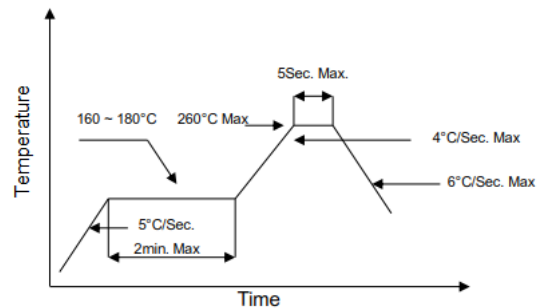 5Sec. Max.
160 ~ 180°C
260°C Max
4°C/Sec. Max
6°C/Sec. Max
5°C/Sec.
2min. Max
Temperature
Time